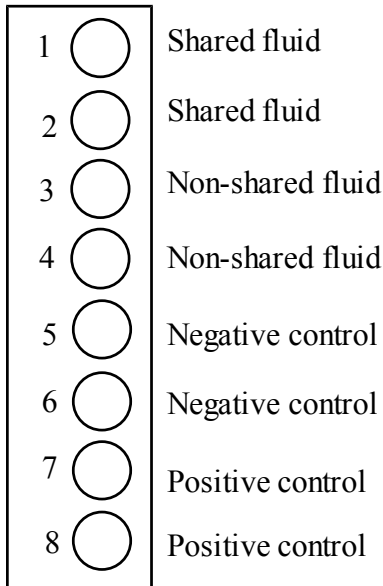 1 Shared fluid
2 Shared fluid
3 Non-shared fluid
4 Non-shared fluid
5 Negative control
6 Negative control
7 Positive control
8 Positive control